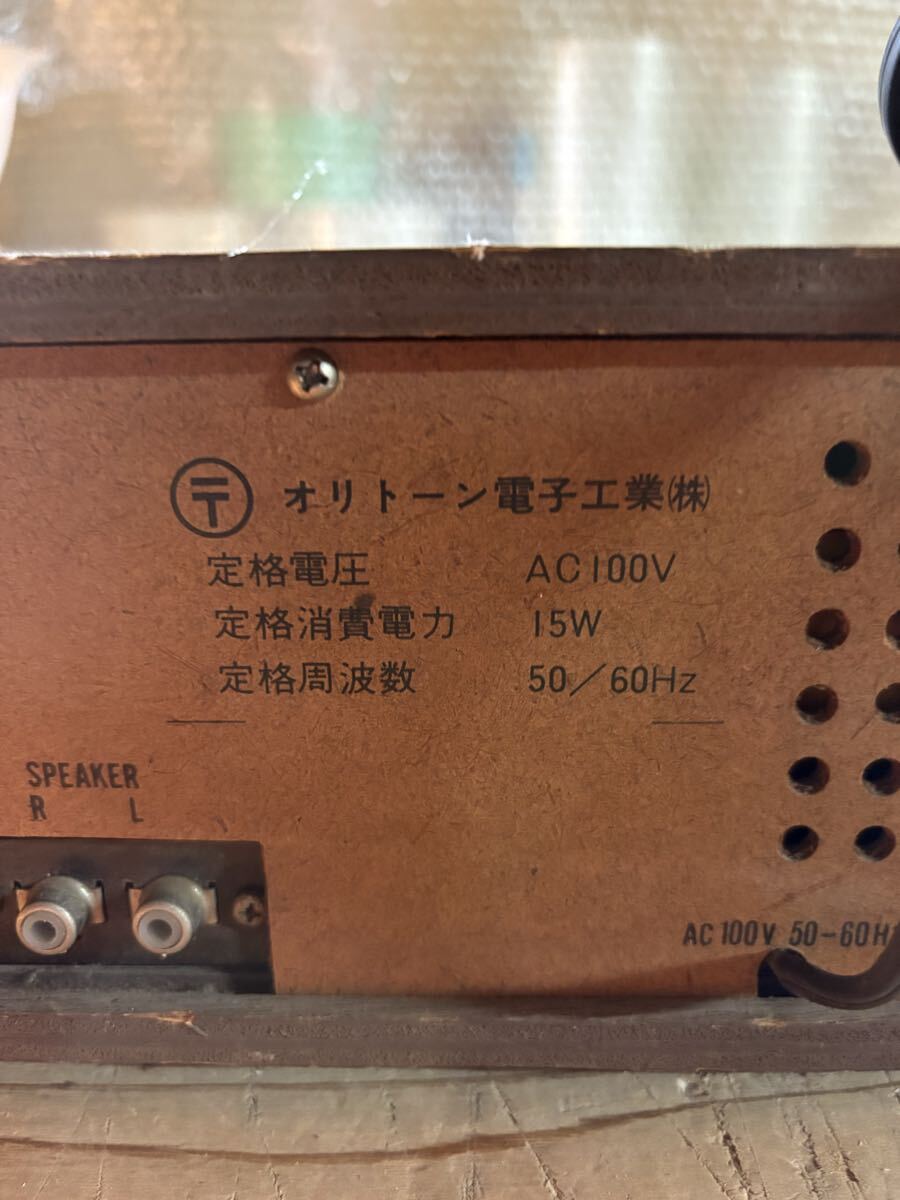 〒 オリトーン電子工業㈱
定格電圧 AC100V
定格消費電力 15W
定格周波数 50/60Hz
SPEAKER
R L
AC 100V 50-60H